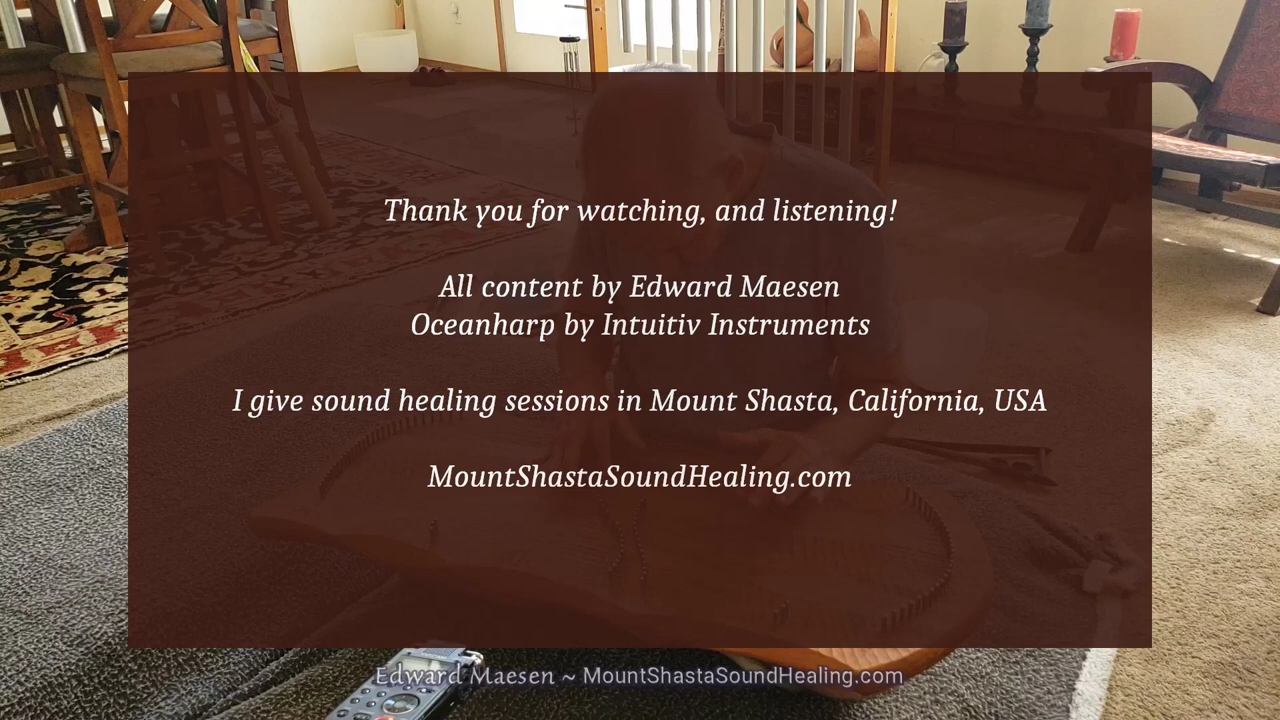 Thank you for watching, and listening!
All content by Edward Maesen
Oceanharp by Intuitiv Instruments
I give sound healing sessions in Mount Shasta, California, USA
MountShastaSoundHealing.com
Edward Maesen ~ MountShastaSoundHealing.com